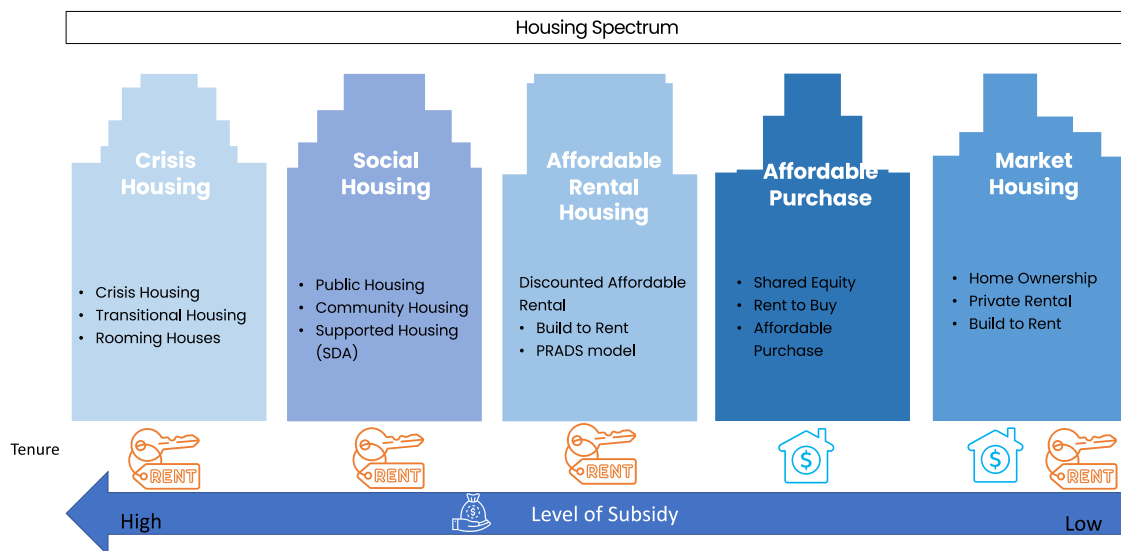 Housing Spectrum
Crisis
Housing
• Crisis Housing
• Transitional Housing
• Rooming Houses
Social
Housing
• Public Housing
• Community Housing
• Supported Housing
(SDA)
Affordable
Rental
Housing
Discounted Affordable
Rental
• Build to Rent
• PRADS model
Affordable
Purchase
• Shared Equity
• Rent to Buy
• Affordable
Purchase
Market
Housing
• Home Ownership
• Private Rental
• Build to Rent
Tenure
RENT
RENT
RENT
$
$
RENT
High
$
Level of Subsidy
Low